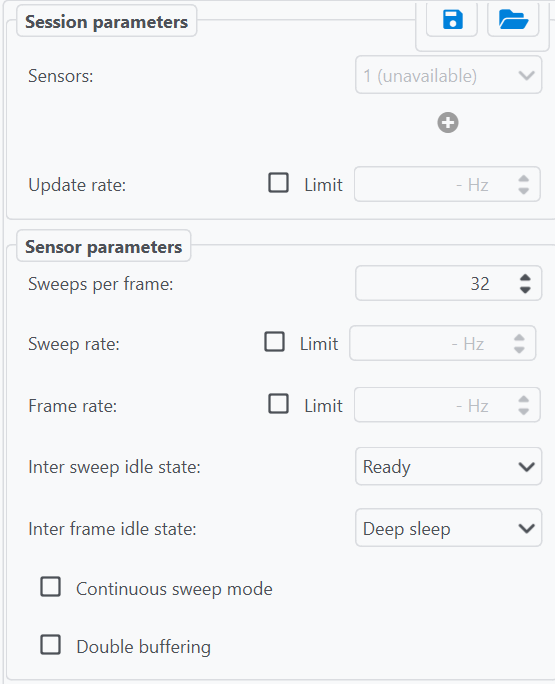 Session parameters
Sensors: 1 (unavailable)
Update rate: Limit - Hz
Sensor parameters
Sweeps per frame: 32
Sweep rate: Limit - Hz
Frame rate: Limit - Hz
Inter sweep idle state: Ready
Inter frame idle state: Deep sleep
Continuous sweep mode
Double buffering